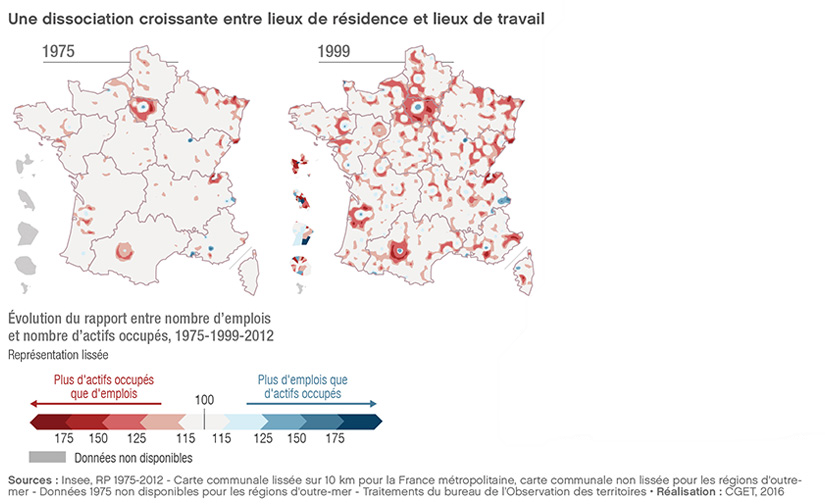 Une dissociation croissante entre lieux de résidence et lieux de travail
1975
1999
Évolution du rapport entre nombre d'emplois
et nombre d'actifs occupés, 1975-1999-2012
Représentation lissée
Plus d'actifs occupés
que d'emplois
Plus d'emplois que
d'actifs occupés
100
175 150 125 115 115 125 150 175
Données non disponibles
Sources : Insee, RP 1975-2012 - Carte communale lissée sur 10 km pour la France métropolitaine, carte communale non lissée pour les régions d'outre-
mer - Données 1975 non disponibles pour les régions d'outre-mer - Traitements du bureau de l'Observation des territoires • Réalisation : CGET, 2016